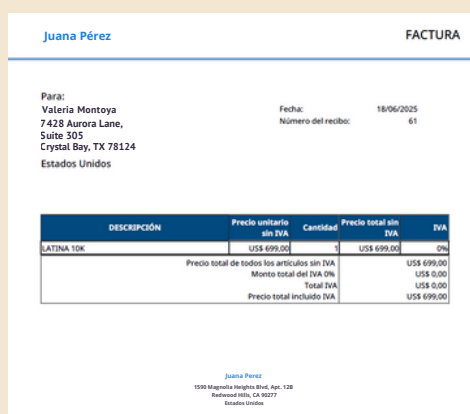 Juana Pérez
FACTURA
Para:
Valeria Montoya
7428 Aurora Lane,
Suite 305
Crystal Bay, TX 78124
Estados Unidos
Fecha: 18/06/2025
Número del recibo: 61
DESCRIPCIÓN Precio unitario sin IVA Cantidad Precio total sin IVA IVA
LATINA 10K US$ 699,00 1 US$ 699,00 0%
Precio total de todos los artículos sin IVA US$ 699,00
Monto total del IVA 0% US$ 0,00
Total IVA US$ 0,00
Precio total incluido IVA US$ 699,00
Juana Perez
1590 Magnolia Heights Blvd, Apt. 12B
Redwood Hills, CA 90277
Estados Unidos